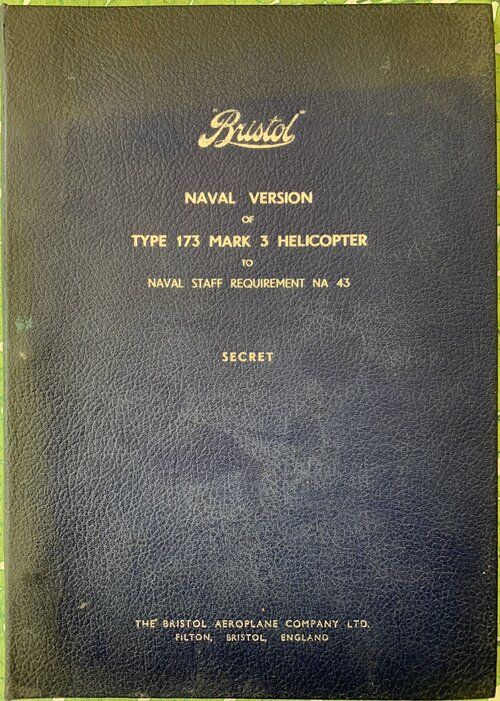 "Bristol"
NAVAL VERSION
OF
TYPE 173 MARK 3 HELICOPTER
TO
NAVAL STAFF REQUIREMENT NA 43
SECRET
THE BRISTOL AEROPLANE COMPANY LTD.
FILTON, BRISTOL, ENGLAND